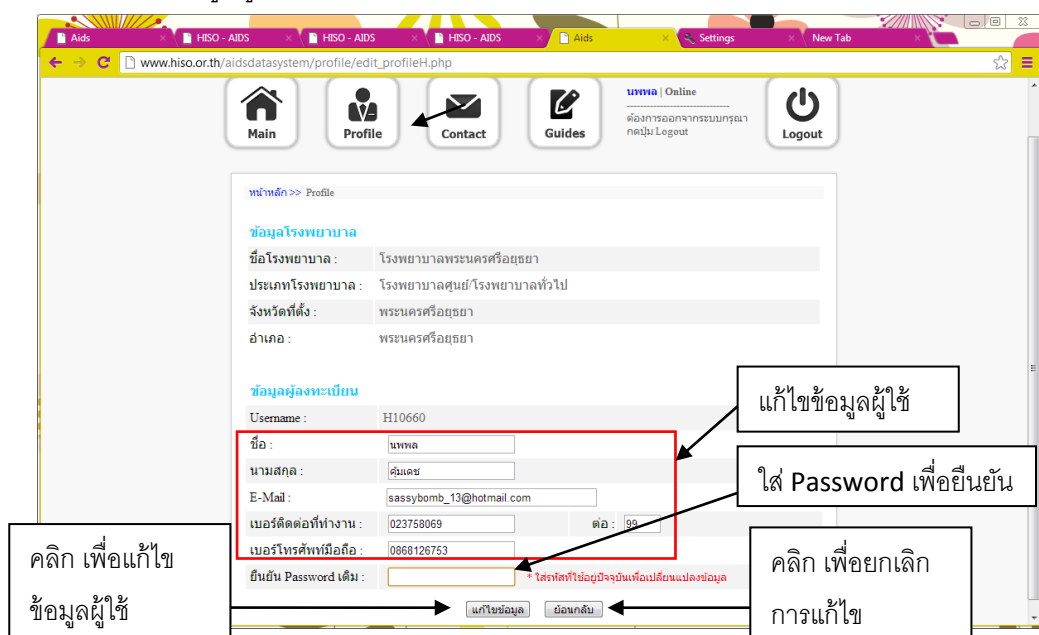 Aids HISO - AIDS HISO - AIDS HISO - AIDS Aids Settings New Tab
www.hiso.or.th/aidsdatasystem/profile/edit_profileH.php
Main Profile Contact Guides Logout
นพพล | Online
ต้องการออกจากระบบกรุณา
กดปุ่ม Logout
หน้าหลัก >> Profile
ข้อมูลโรงพยาบาล
ชื่อโรงพยาบาล : โรงพยาบาลพระนครศรีอยุธยา
ประเภทโรงพยาบาล : โรงพยาบาลศูนย์/โรงพยาบาลทั่วไป
จังหวัดที่ตั้ง : พระนครศรีอยุธยา
อำเภอ : พระนครศรีอยุธยา
ข้อมูลผู้ลงทะเบียน
Username : H10660
ชื่อ : นพพล
นามสกุล : คุ้มเดช
E-Mail : sassybomb_13@hotmail.com
เบอร์ติดต่อที่ทำงาน : 023758069 ต่อ : 99
เบอร์โทรศัพท์มือถือ : 0868126753
ยืนยัน Password เดิม : * ใส่รหัสที่ใช้อยู่ปัจจุบันเพื่อเปลี่ยนแปลงข้อมูล
แก้ไขข้อมูล ย้อนกลับ
แก้ไขข้อมูลผู้ใช้
ใส่ Password เพื่อยืนยัน
คลิก เพื่อแก้ไข
ข้อมูลผู้ใช้
คลิก เพื่อยกเลิก
การแก้ไข